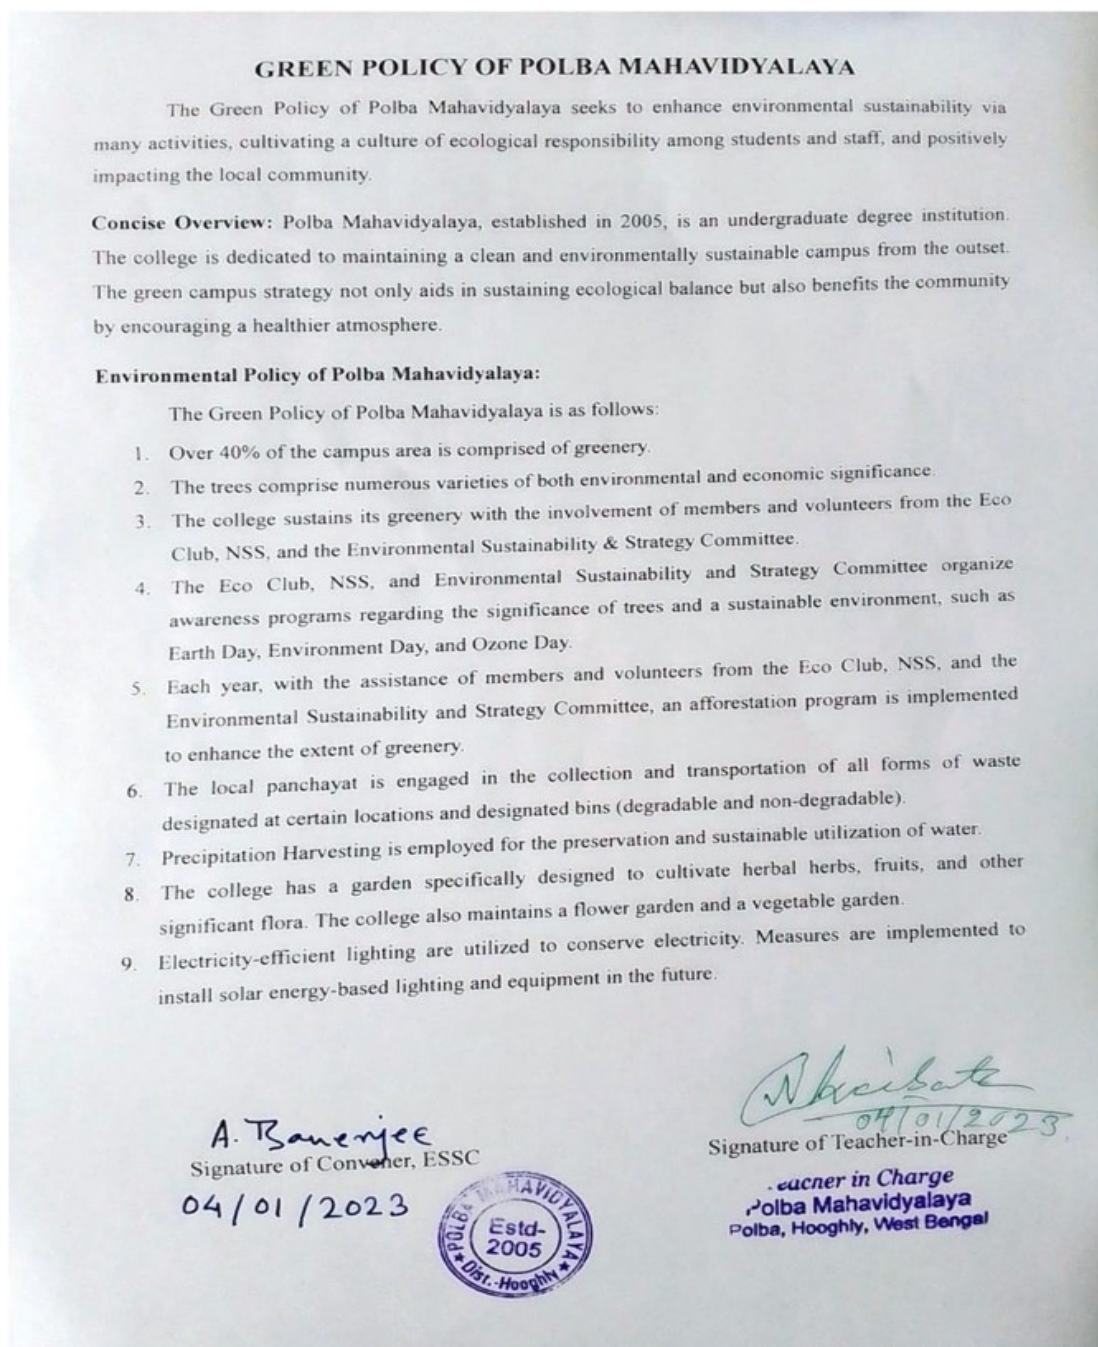 GREEN POLICY OF POLBA MAHAVIDYALAYA
The Green Policy of Polba Mahavidyalaya seeks to enhance environmental sustainability via
many activities, cultivating a culture of ecological responsibility among students and staff, and positively
impacting the local community.
Concise Overview: Polba Mahavidyalaya, established in 2005, is an undergraduate degree institution.
The college is dedicated to maintaining a clean and environmentally sustainable campus from the outset.
The green campus strategy not only aids in sustaining ecological balance but also benefits the community
by encouraging a healthier atmosphere.
Environmental Policy of Polba Mahavidyalaya:
The Green Policy of Polba Mahavidyalaya is as follows:
1. Over 40% of the campus area is comprised of greenery.
2. The trees comprise numerous varieties of both environmental and economic significance.
3. The college sustains its greenery with the involvement of members and volunteers from the Eco
Club, NSS, and the Environmental Sustainability & Strategy Committee.
4. The Eco Club, NSS, and Environmental Sustainability and Strategy Committee organize
awareness programs regarding the significance of trees and a sustainable environment, such as
Earth Day, Environment Day, and Ozone Day.
5. Each year, with the assistance of members and volunteers from the Eco Club, NSS, and the
Environmental Sustainability and Strategy Committee, an afforestation program is implemented
to enhance the extent of greenery.
6. The local panchayat is engaged in the collection and transportation of all forms of waste
designated at certain locations and designated bins (degradable and non-degradable).
7. Precipitation Harvesting is employed for the preservation and sustainable utilization of water.
8. The college has a garden specifically designed to cultivate herbal herbs, fruits, and other
significant flora. The college also maintains a flower garden and a vegetable garden.
9. Electricity-efficient lighting are utilized to conserve electricity. Measures are implemented to
install solar energy-based lighting and equipment in the future.
A. Banerjee
Signature of Convener, ESSC
04/01/2023
POLBA MAHAVIDYALAYA
Estd-
2005
Dist.-Hooghly
04/01/2023
Signature of Teacher-in-Charge
in Charge
Polba Mahavidyalaya
Polba, Hooghly, West Bengal